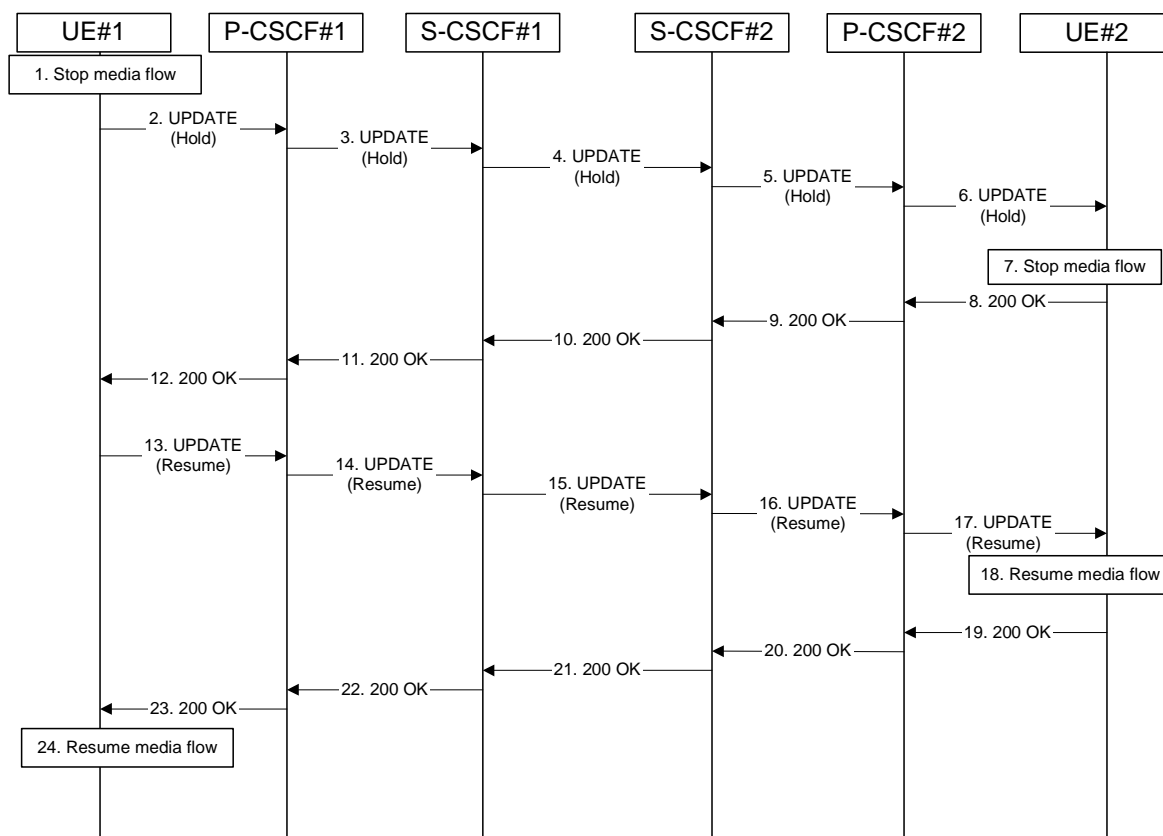 UE#1
P-CSCF#1
S-CSCF#1
S-CSCF#2
P-CSCF#2
UE#2
1. Stop media flow
2. UPDATE
(Hold)
3. UPDATE
(Hold)
4. UPDATE
(Hold)
5. UPDATE
(Hold)
6. UPDATE
(Hold)
7. Stop media flow
8. 200 OK
9. 200 OK
10. 200 OK
11. 200 OK
12. 200 OK
13. UPDATE
(Resume)
14. UPDATE
(Resume)
15. UPDATE
(Resume)
16. UPDATE
(Resume)
17. UPDATE
(Resume)
18. Resume media flow
19. 200 OK
20. 200 OK
21. 200 OK
22. 200 OK
23. 200 OK
24. Resume media flow